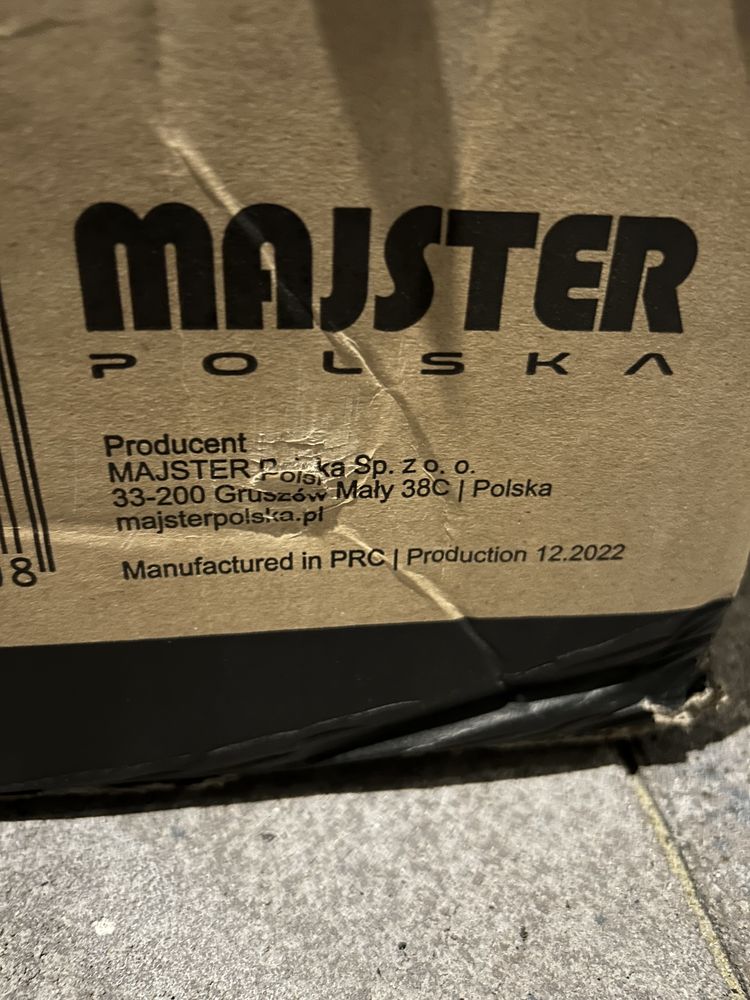 MAJSTER
POLSKA
Producent
MAJSTER Polska Sp. z o. o.
33-200 Gruszów Mały 38C | Polska
majsterpolska.pl
Manufactured in PRC | Production 12.2022
8